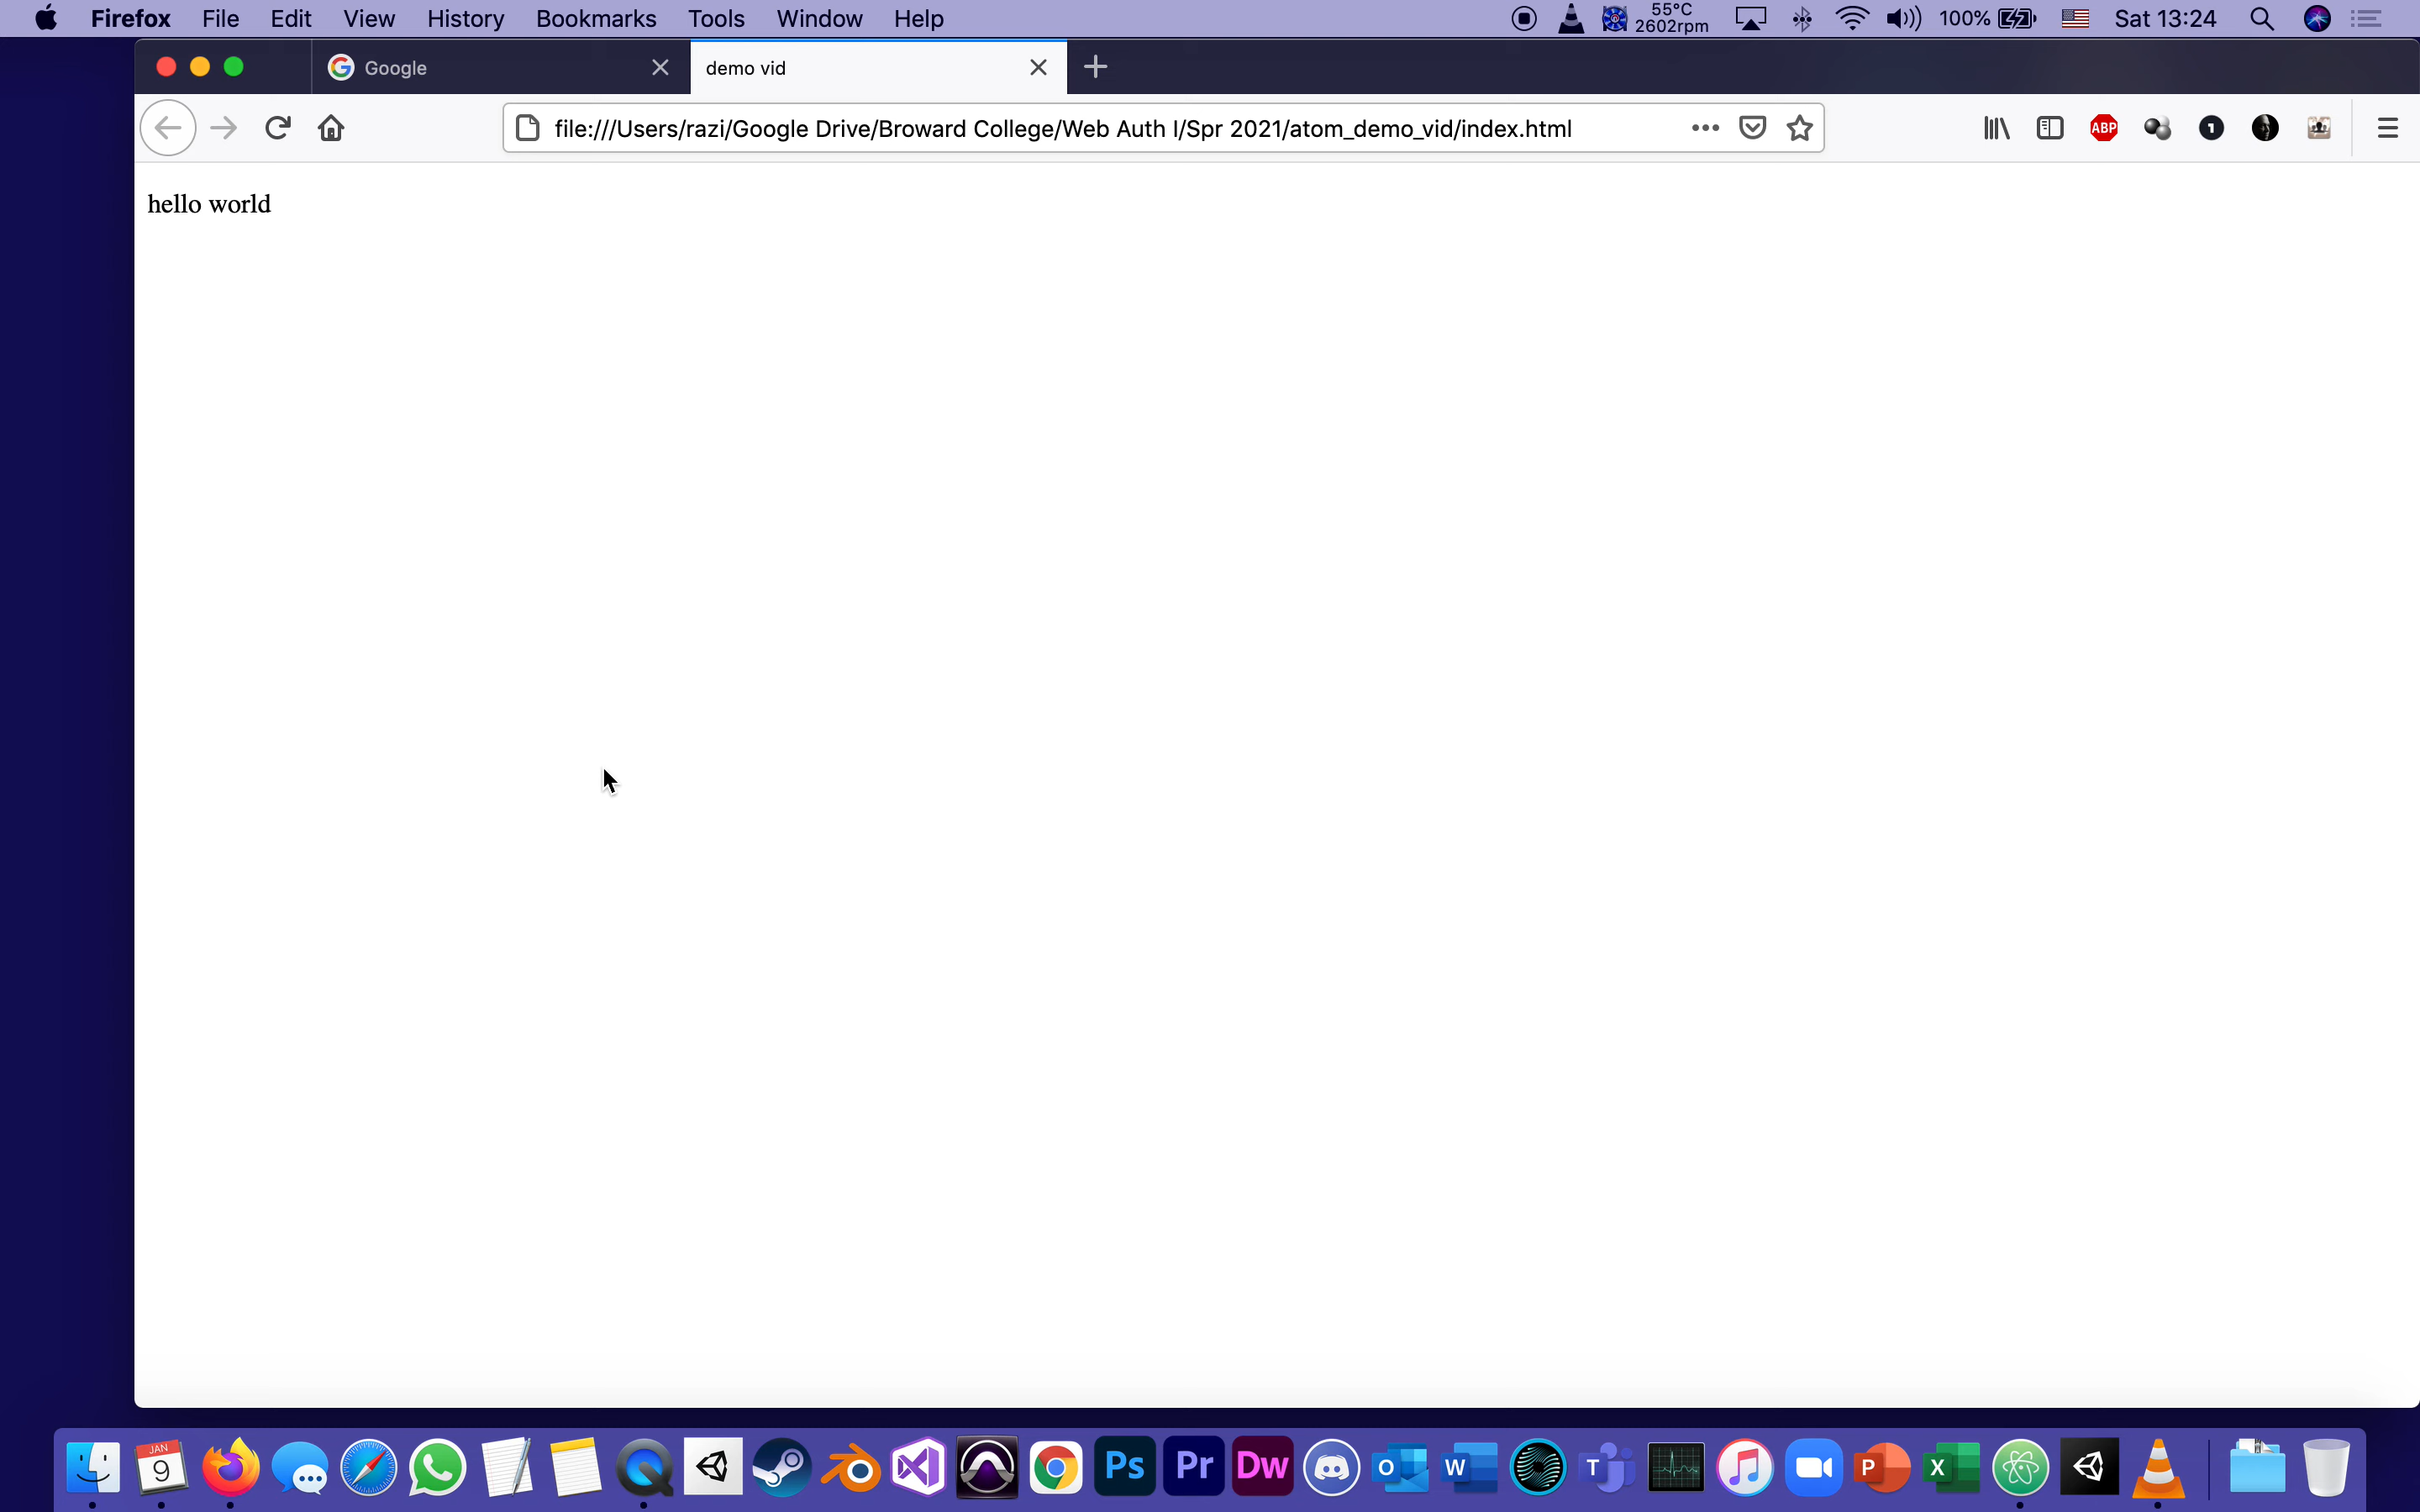 Firefox File Edit View History Bookmarks Tools Window Help
55°C
2602rpm
100%
Sat 13:24
Google
demo vid
file:///Users/razi/Google Drive/Broward College/Web Auth I/Spr 2021/atom_demo_vid/index.html
ABP
1
hello world
JAN
9
Ps
Pr
Dw
O
W
T
P
X